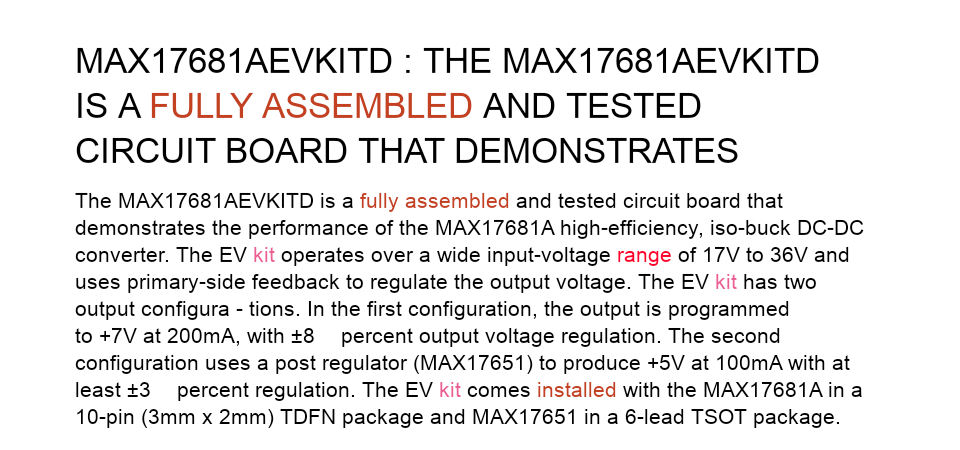 MAX17681AEVKITD : THE MAX17681AEVKITD
IS A FULLY ASSEMBLED AND TESTED
CIRCUIT BOARD THAT DEMONSTRATES
The MAX17681AEVKITD is a fully assembled and tested circuit board that
demonstrates the performance of the MAX17681A high-efficiency, iso-buck DC-DC
converter. The EV kit operates over a wide input-voltage range of 17V to 36V and
uses primary-side feedback to regulate the output voltage. The EV kit has two
output configura - tions. In the first configuration, the output is programmed
to +7V at 200mA, with ±8 percent output voltage regulation. The second
configuration uses a post regulator (MAX17651) to produce +5V at 100mA with at
least ±3 percent regulation. The EV kit comes installed with the MAX17681A in a
10-pin (3mm x 2mm) TDFN package and MAX17651 in a 6-lead TSOT package.